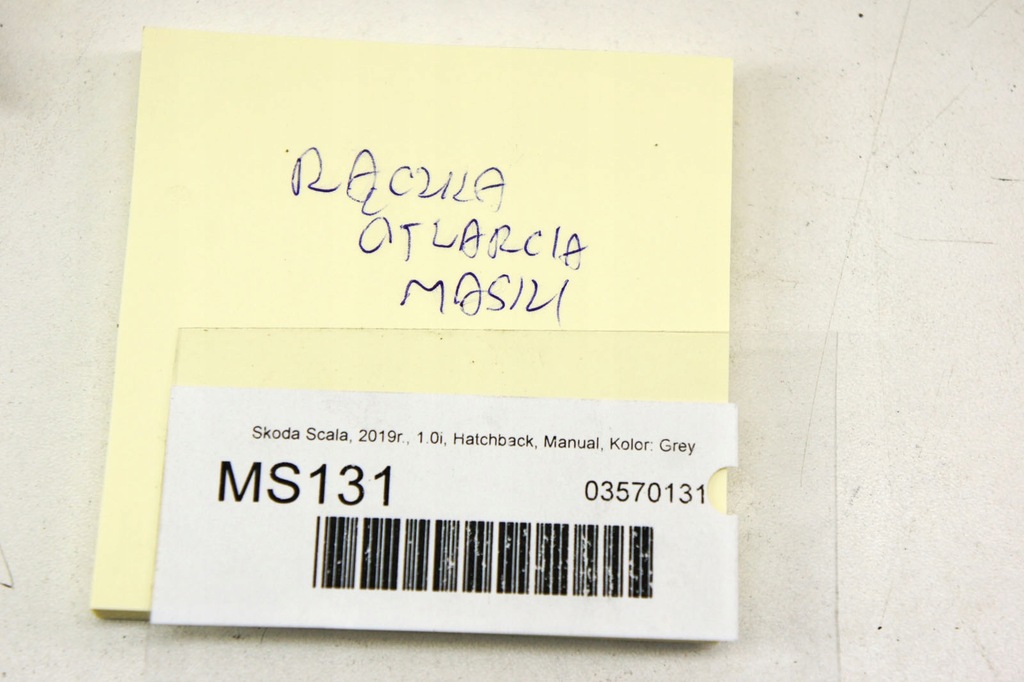 RĄCZKA
OTWARCIA
MASKI
Skoda Scala, 2019r., 1.0i, Hatchback, Manual, Kolor: Grey
MS131
03570131